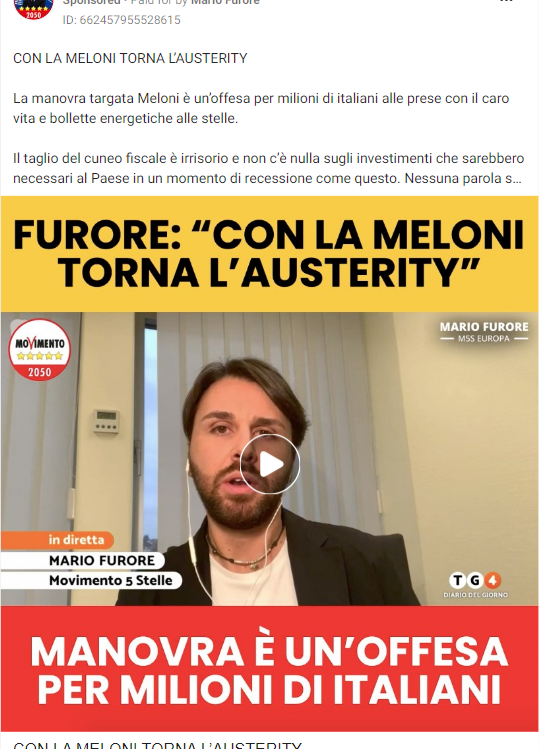 Sponsored • Paid for by Mario Furore
ID: 662457955528615
CON LA MELONI TORNA L'AUSTERITY
La manovra targata Meloni è un'offesa per milioni di italiani alle prese con il caro
vita e bollette energetiche alle stelle.
Il taglio del cuneo fiscale è irrisorio e non c'è nulla sugli investimenti che sarebbero
necessari al Paese in un momento di recessione come questo. Nessuna parola s...
FURORE: “CON LA MELONI
TORNA L'AUSTERITY”
MOVIMENTO
2050
MARIO FURORE
M5S EUROPA
in diretta
MARIO FURORE
Movimento 5 Stelle
TG4
DIARIO DEL GIORNO
MANOVRA È UN'OFFESA
PER MILIONI DI ITALIANI
CON LA MELONI TORNA L'AUSTERITY